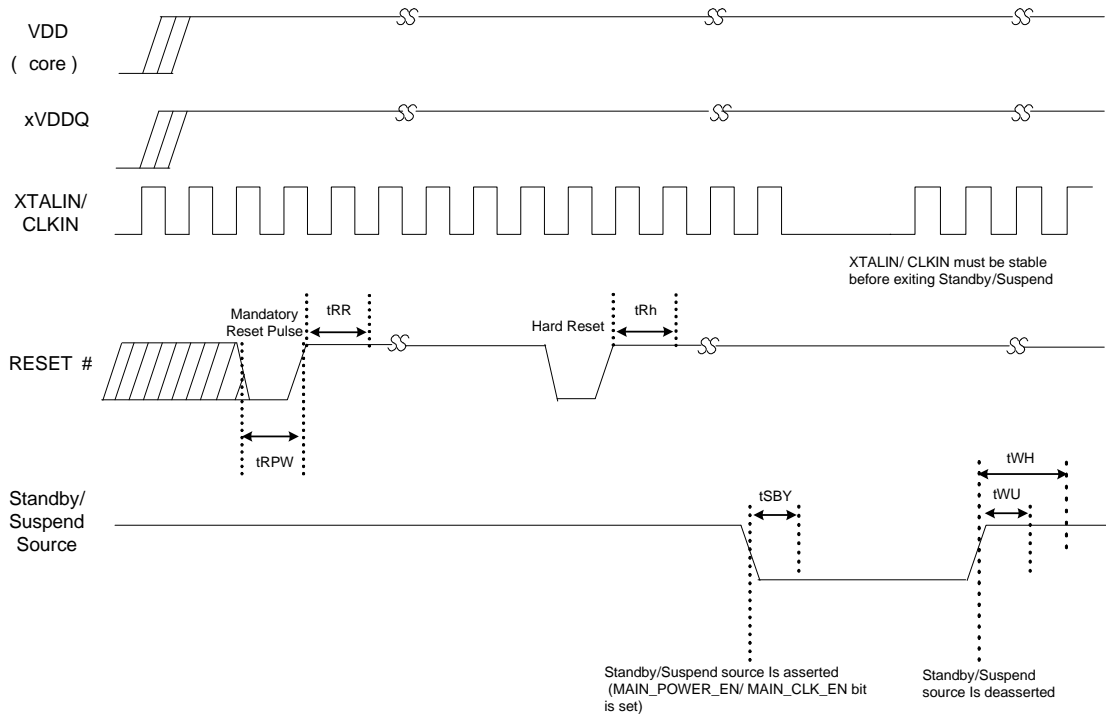 VDD
( core )
xVDDQ
XTALIN/
CLKIN
XTALIN/ CLKIN must be stable
before exiting Standby/Suspend
Mandatory
Reset Pulse
tRR
Hard Reset
tRh
RESET #
tRPW
tWH
tSBY
tWU
Standby/
Suspend
Source
Standby/Suspend source Is asserted
(MAIN_POWER_EN/ MAIN_CLK_EN bit
is set)
Standby/Suspend
source Is deasserted